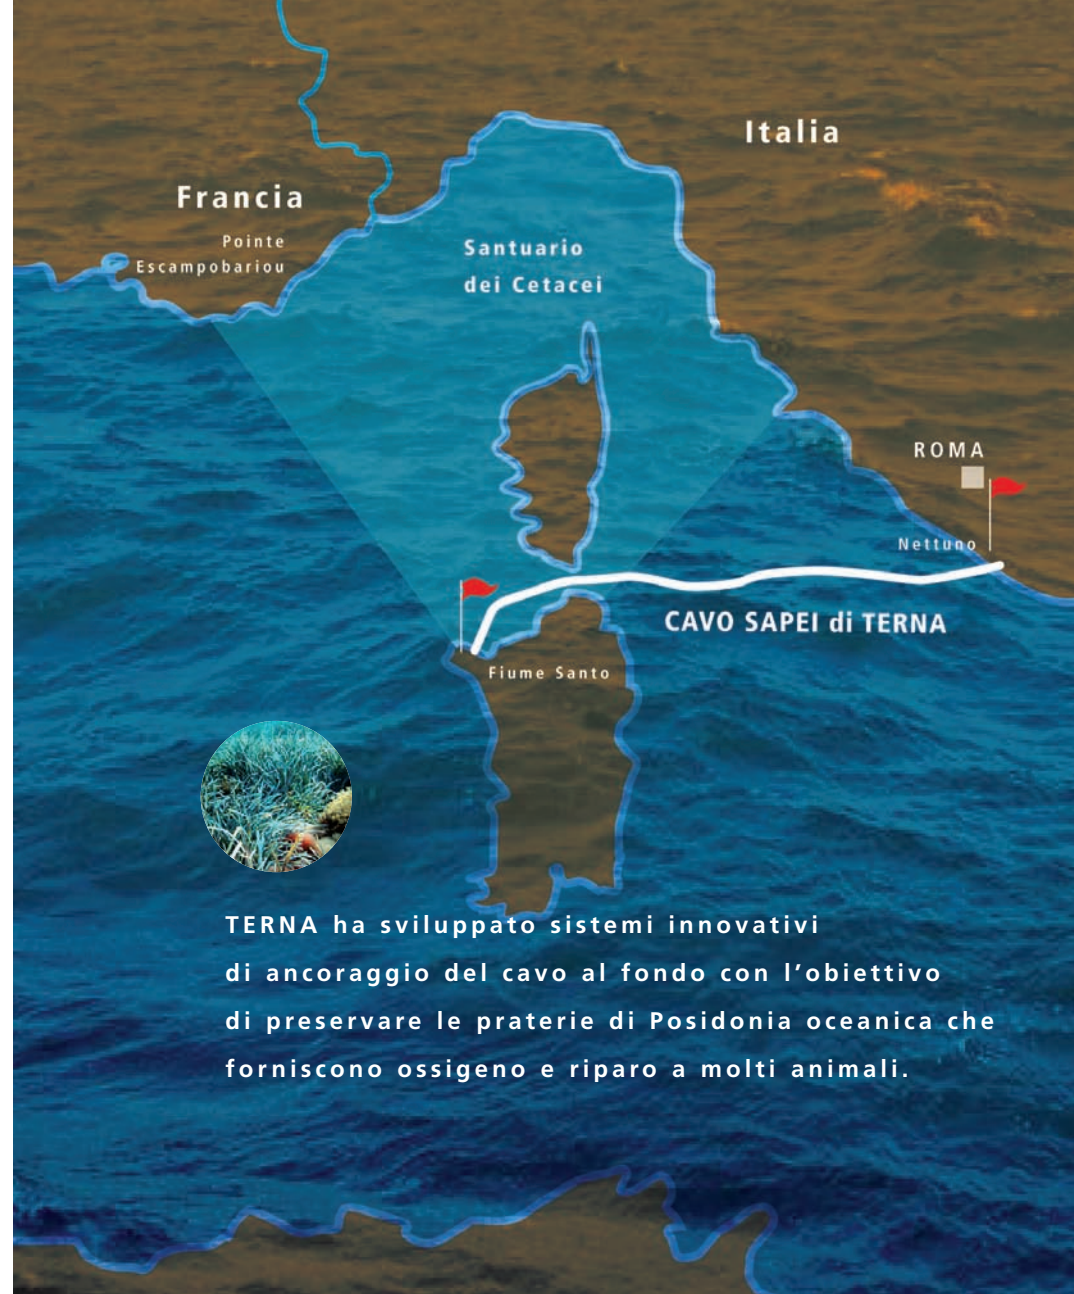 Italia
Francia
Pointe
Escampobariou
Santuario
dei Cetacei
ROMA
Nettuno
CAVO SAPEI di TERNA
Fiume Santo
TERNA ha sviluppato sistemi innovativi
di ancoraggio del cavo al fondo con l’obiettivo
di preservare le praterie di Posidonia oceanica che
forniscono ossigeno e riparo a molti animali.